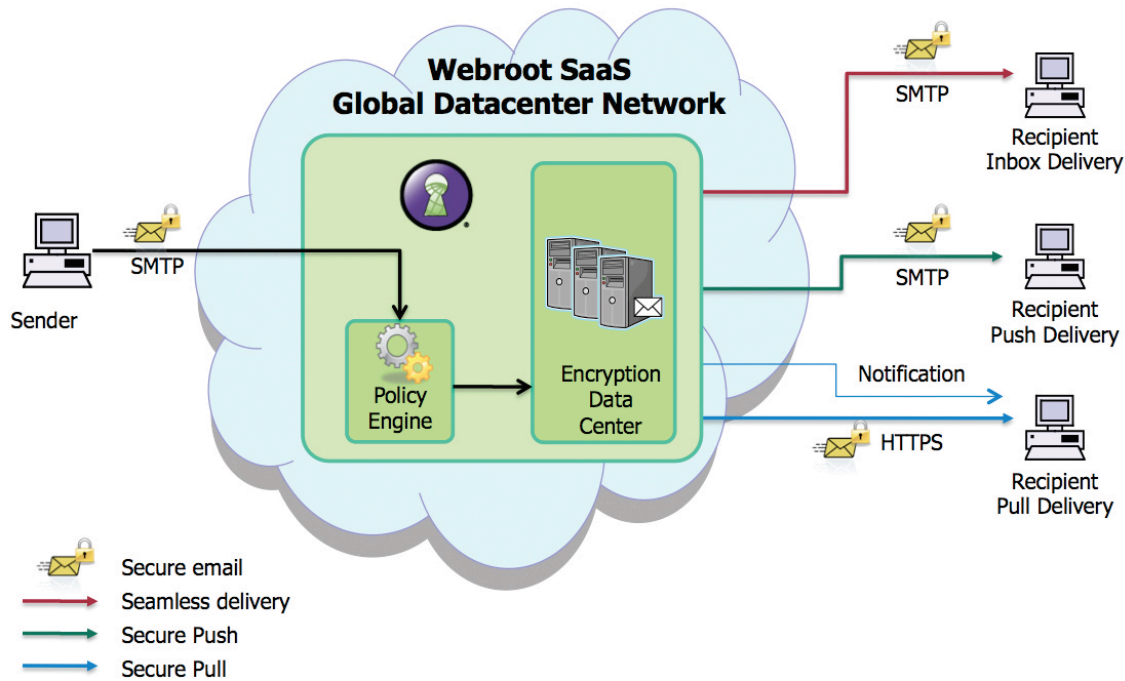 Webroot SaaS
Global Datacenter Network
SMTP
Sender
Policy
Engine
Encryption
Data
Center
SMTP
Recipient
Inbox Delivery
SMTP
Recipient
Push Delivery
Notification
HTTPS
Recipient
Pull Delivery
Secure email
Seamless delivery
Secure Push
Secure Pull